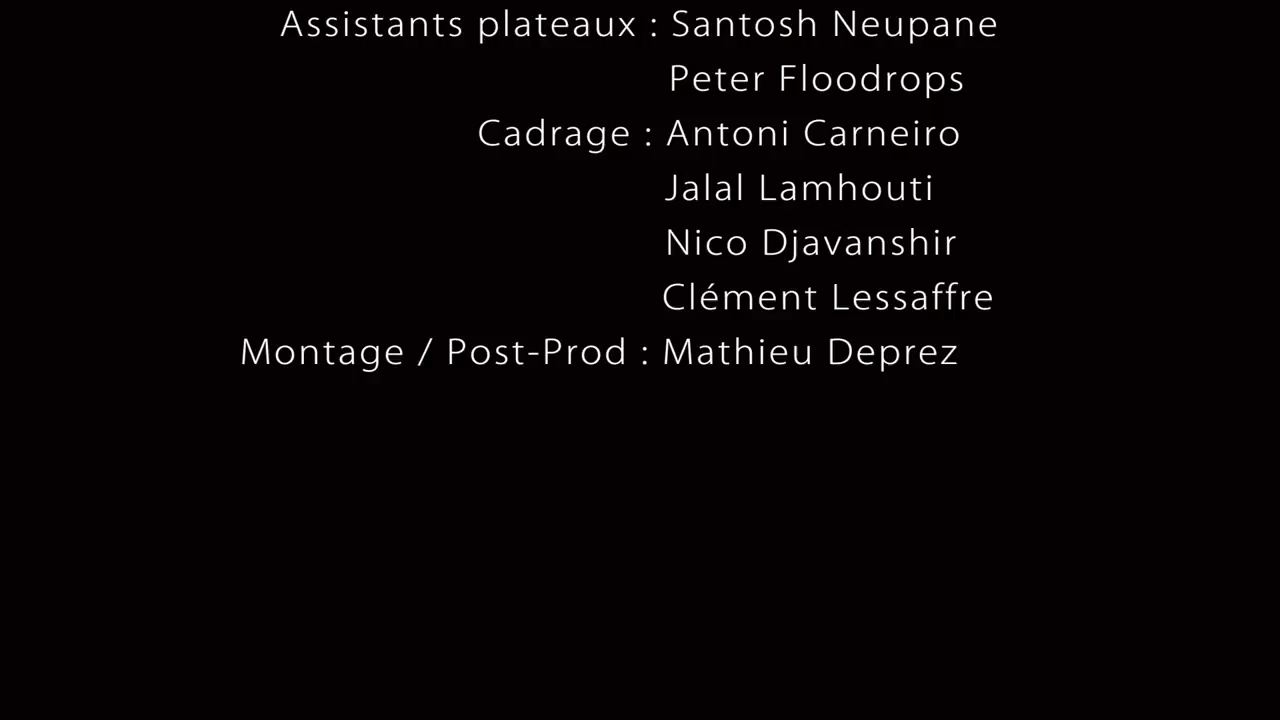 Assistants plateaux : Santosh Neupane
Peter Floodrops
Cadrage : Antoni Carneiro
Jalal Lamhouti
Nico Djavanshir
Clément Lessaffre
Montage / Post-Prod : Mathieu Deprez